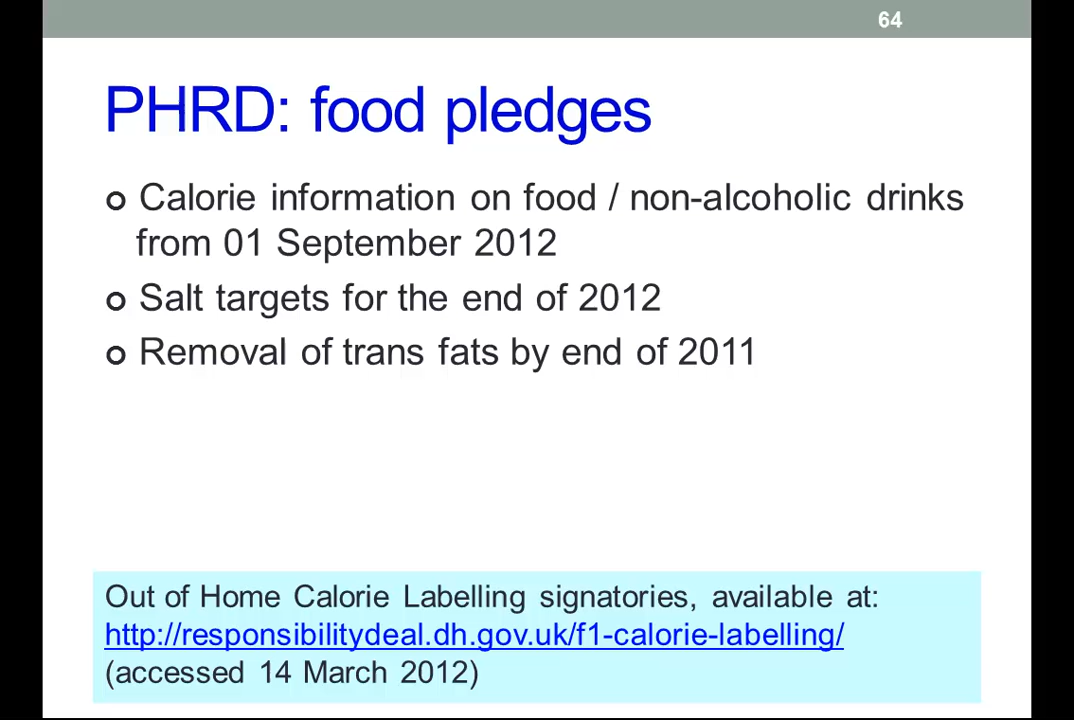 64
PHRD: food pledges
Calorie information on food / non-alcoholic drinks
from 01 September 2012
Salt targets for the end of 2012
Removal of trans fats by end of 2011
Out of Home Calorie Labelling signatories, available at:
http://responsibilitydeal.dh.gov.uk/f1-calorie-labelling/
(accessed 14 March 2012)